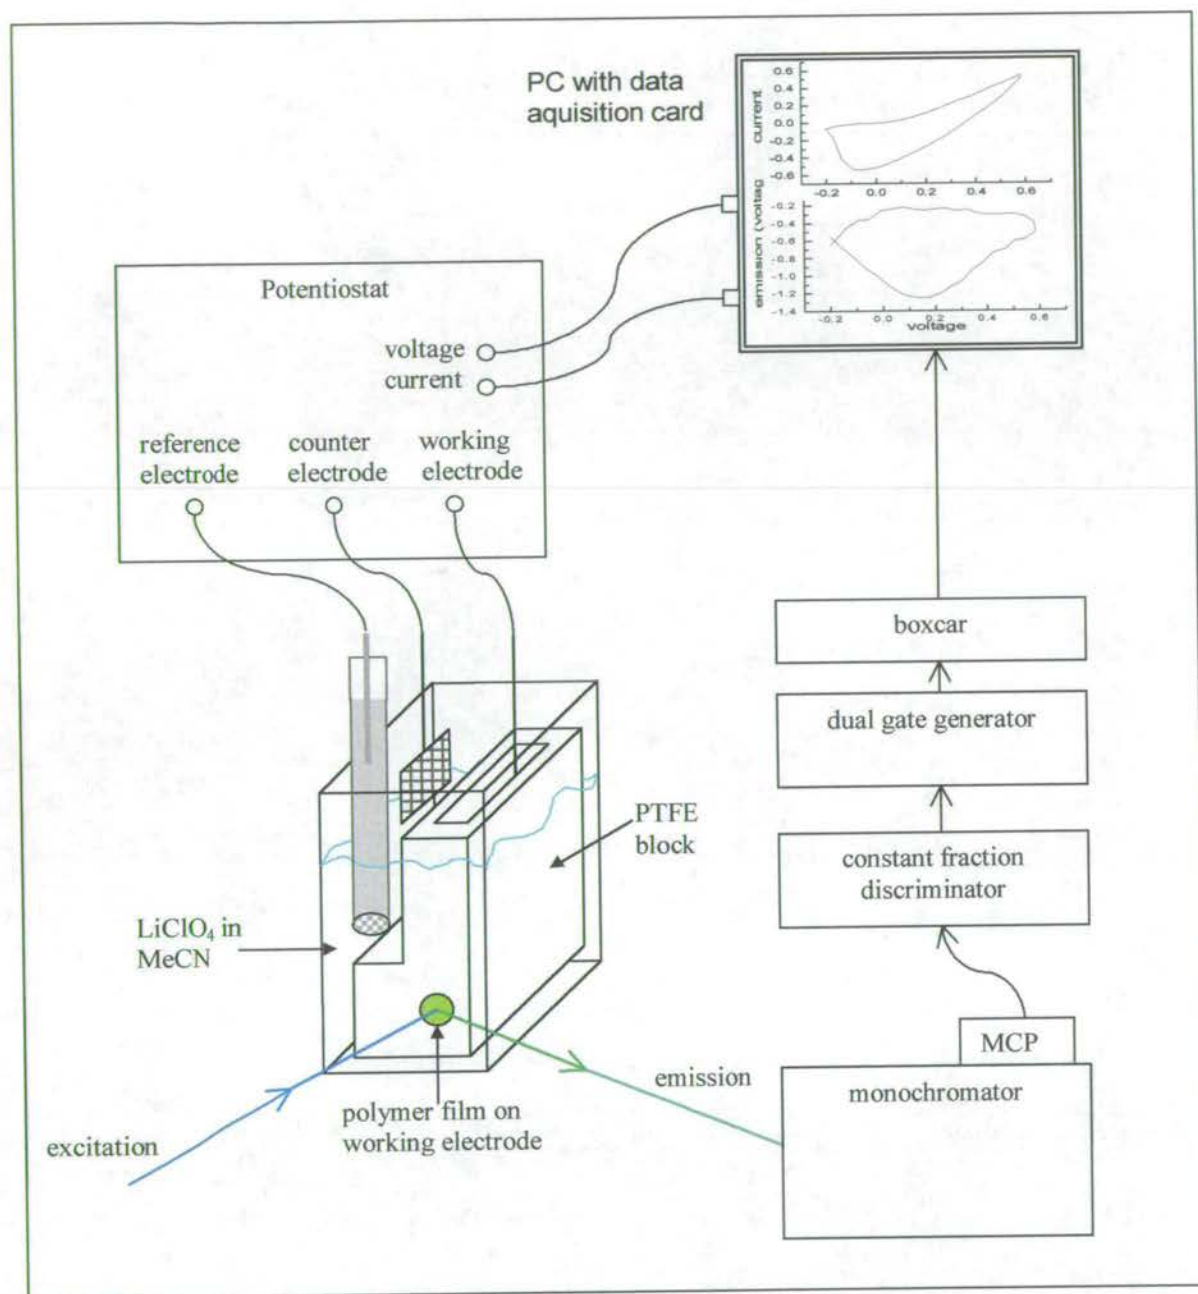 PC with data
aquisition card
current
0.6
0.4
0.2
0.0
-0.2
-0.4
-0.6
-0.2 0.0 0.2 0.4 0.6
emission (voltag
-0.2
-0.4
-0.6
-0.8
-1.0
-1.2
-1.4
-0.2 0.0 0.2 0.4 0.6
voltage
Potentiostat
voltage
current
reference
electrode
counter
electrode
working
electrode
boxcar
dual gate generator
PTFE
block
constant fraction
discriminator
LiClO₄ in
MeCN
MCP
monochromator
emission
polymer film on
working electrode
excitation